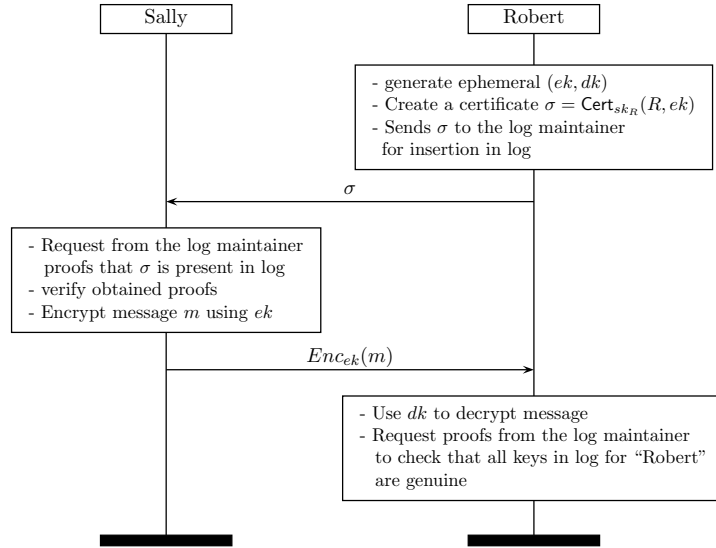 Sally
Robert
- generate ephemeral (ek, dk)
- Create a certificate σ = Cert_{sk_R}(R, ek)
- Sends σ to the log maintainer
for insertion in log
σ
- Request from the log maintainer
proofs that σ is present in log
- verify obtained proofs
- Encrypt message m using ek
Enc_{ek}(m)
- Use dk to decrypt message
- Request proofs from the log maintainer
to check that all keys in log for “Robert”
are genuine